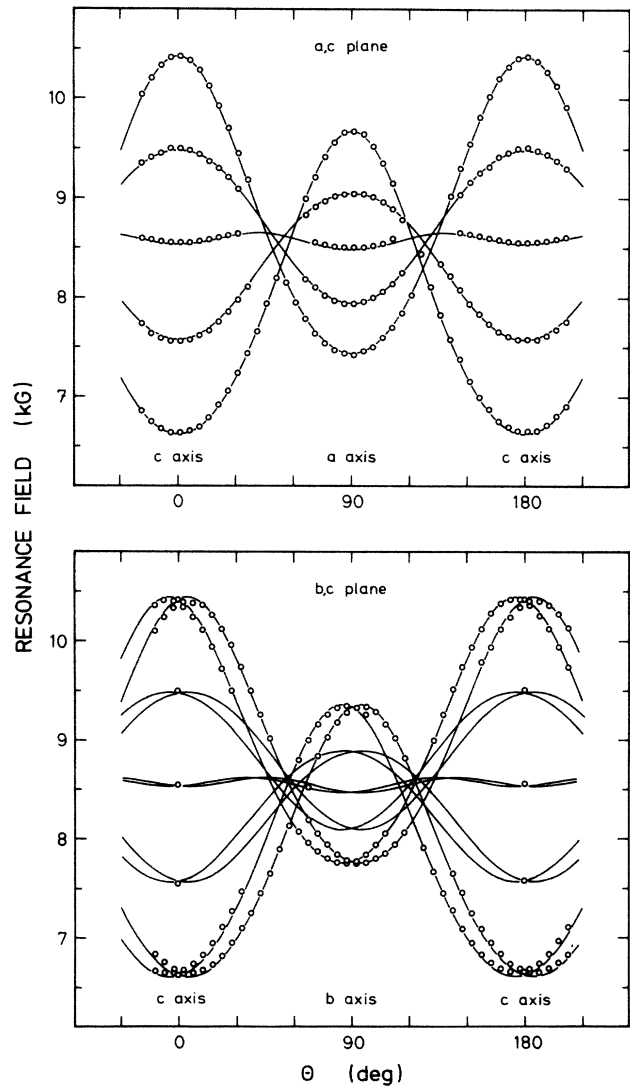 a,c plane
10
9
8
7
c axis
a axis
c axis
0
90
180
RESONANCE FIELD (kG)
b,c plane
10
9
8
7
c axis
b axis
c axis
0
90
180
Θ (deg)